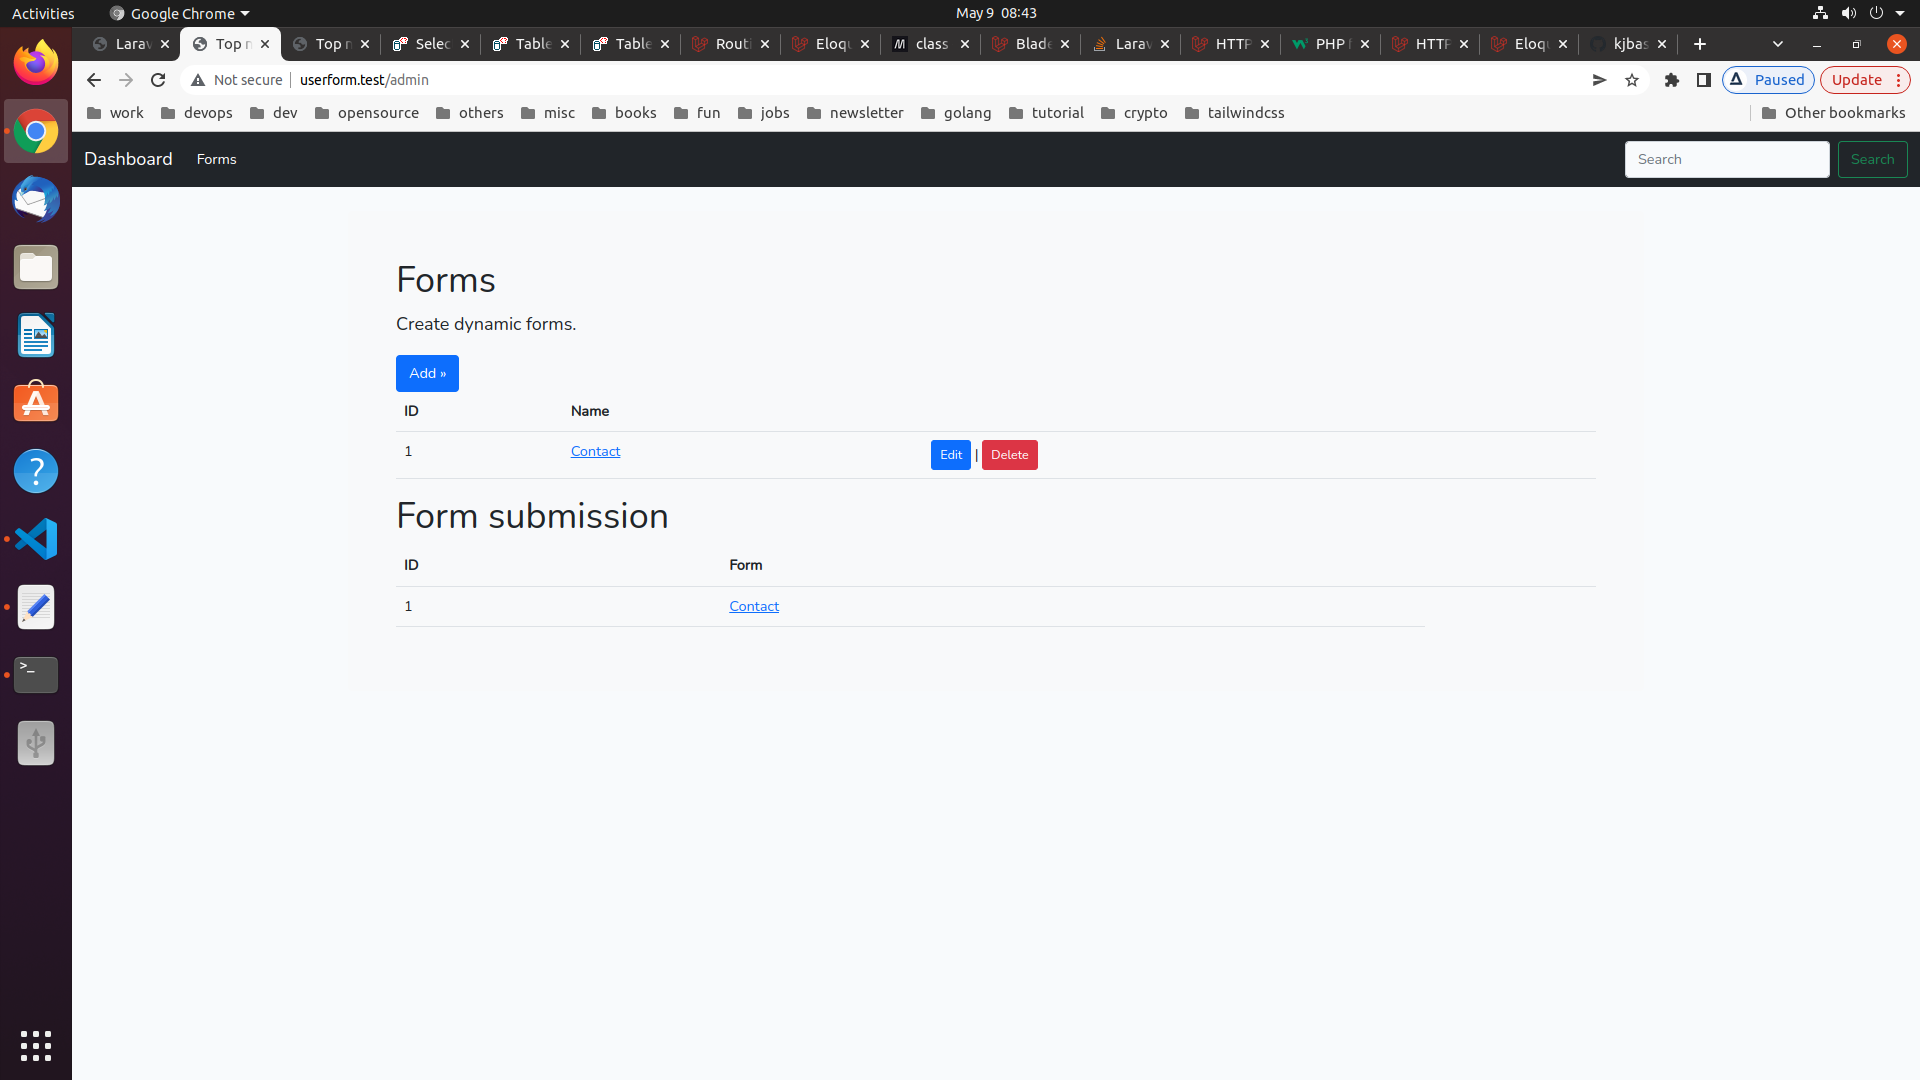 Activities Google Chrome May 9 08:43
Larav Top n Top n Selec Table Table Routi Eloqu class Blade Larav HTTP PHP HTTP Eloqu kjbas
Not secure userform.test/admin Paused Update
work devops dev opensource others misc books fun jobs newsletter golang tutorial crypto tailwindcss Other bookmarks
Dashboard Forms Search Search
Forms
Create dynamic forms.
Add »
ID Name
1 Contact Edit | Delete
Form submission
ID Form
1 Contact